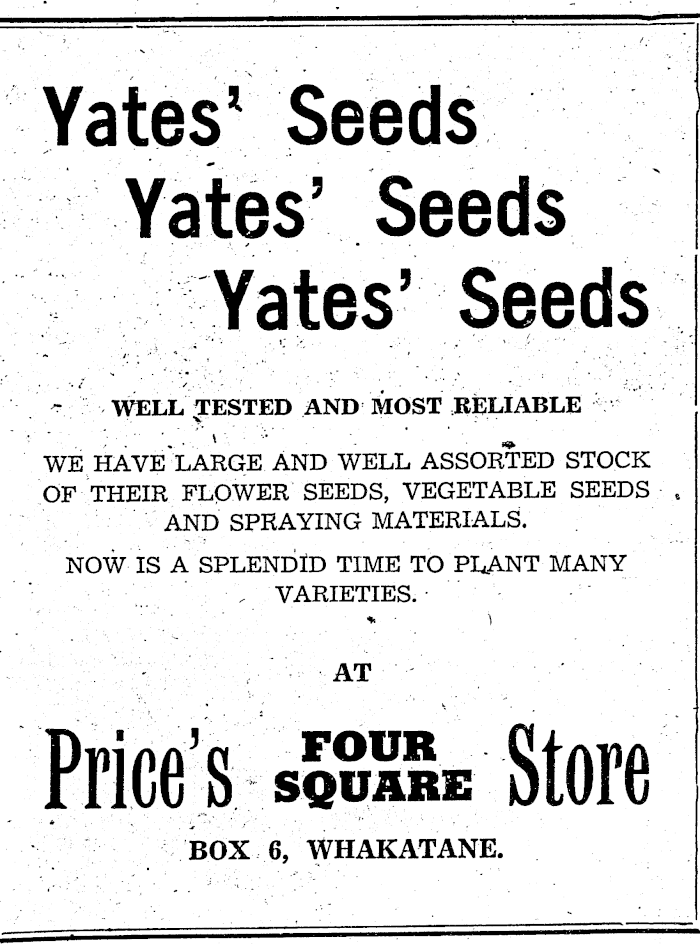 Yates' Seeds
Yates' Seeds
Yates' Seeds
WELL TESTED AND MOST RELIABLE
WE HAVE LARGE AND WELL ASSORTED STOCK
OF THEIR FLOWER SEEDS, VEGETABLE SEEDS
AND SPRAYING MATERIALS.
NOW IS A SPLENDID TIME TO PLANT MANY
VARIETIES.
AT
Price's FOUR SQUARE Store
BOX 6, WHAKATANE.